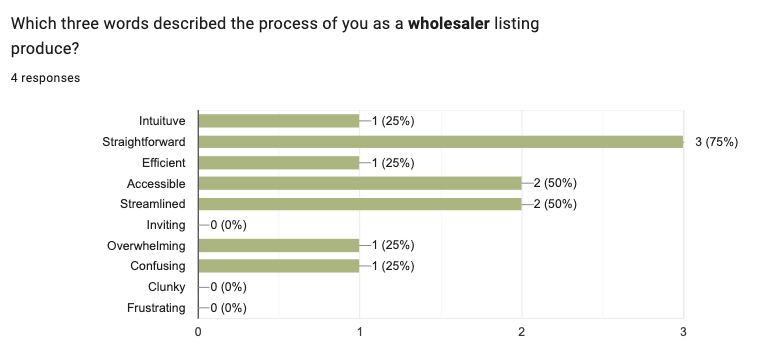 Which three words described the process of you as a wholesaler listing
produce?
4 responses
Intuituve 1 (25%)
Straightforward 3 (75%)
Efficient 1 (25%)
Accessible 2 (50%)
Streamlined 2 (50%)
Inviting 0 (0%)
Overwhelming 1 (25%)
Confusing 1 (25%)
Clunky 0 (0%)
Frustrating 0 (0%)
0 1 2 3